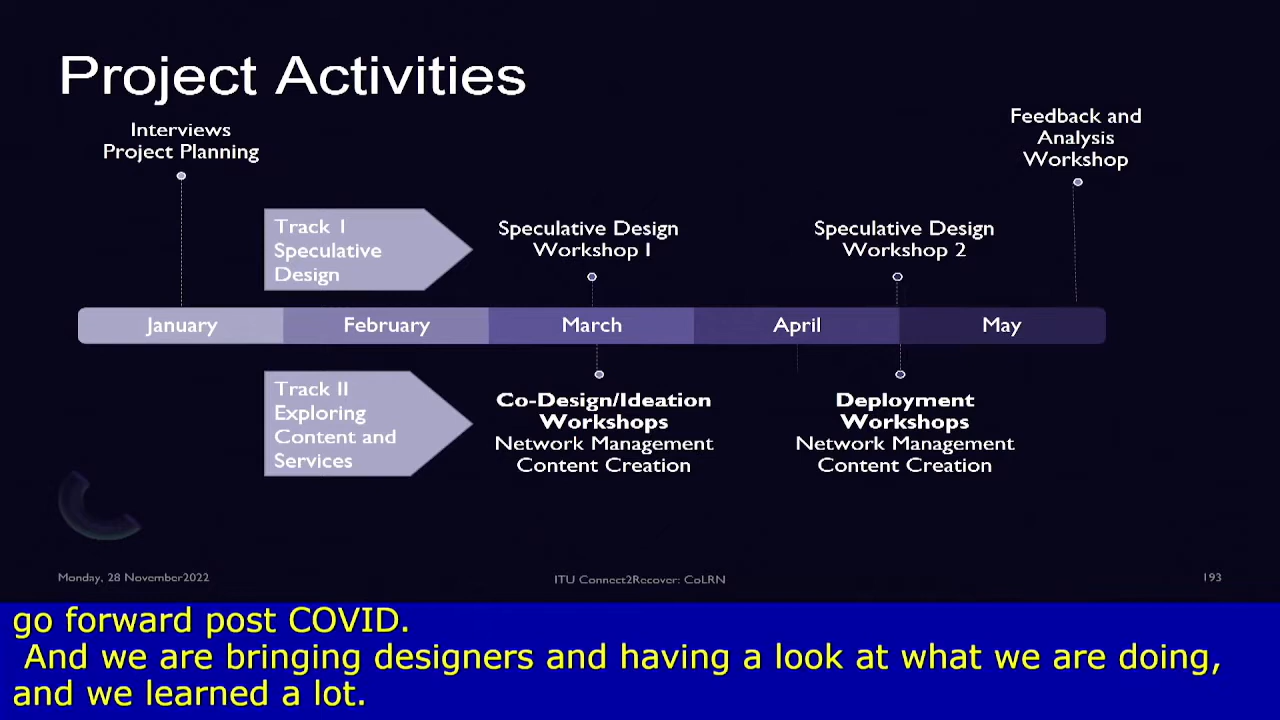 Project Activities
Interviews
Project Planning
Feedback and
Analysis
Workshop
Track 1
Speculative
Design
Speculative Design
Workshop 1
Speculative Design
Workshop 2
January
February
March
April
May
Track II
Exploring
Content and
Services
Co-Design/Ideation
Workshops
Network Management
Content Creation
Deployment
Workshops
Network Management
Content Creation
Monday, 28 November2022
ITU Connect2Recover: CoLRN
193
go forward post COVID.
And we are bringing designers and having a look at what we are doing,
and we learned a lot.